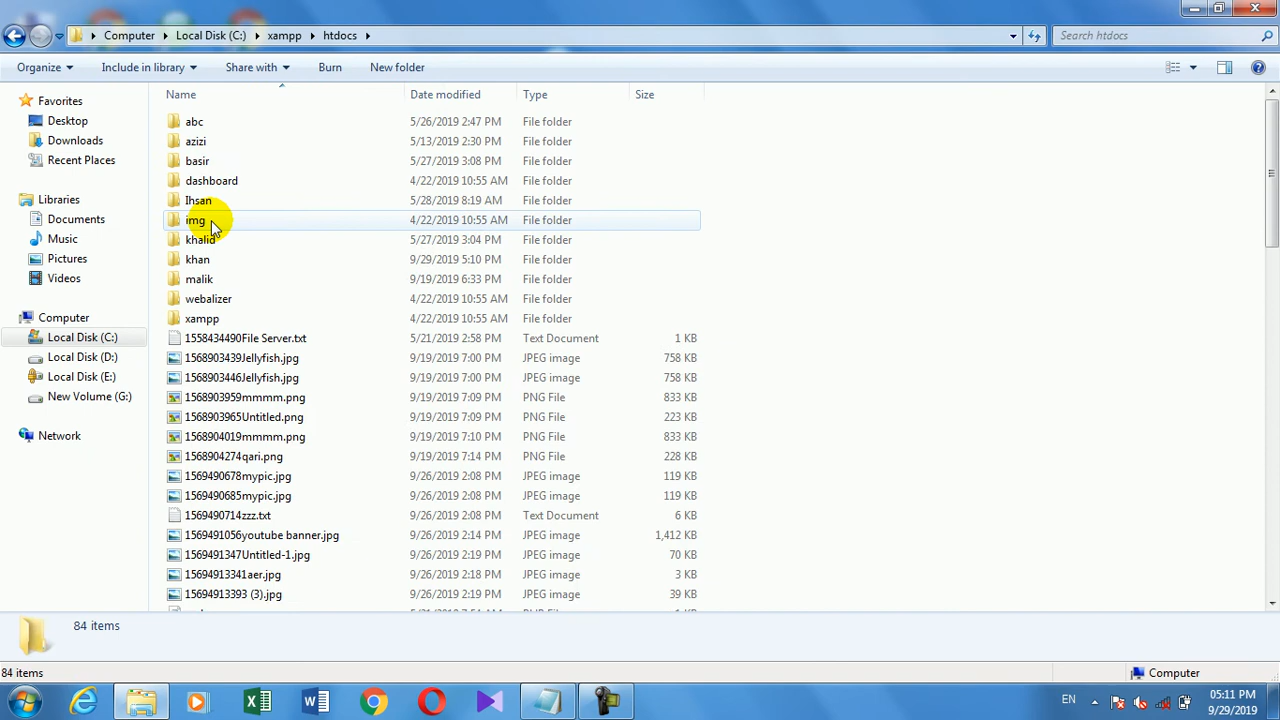 Computer Local Disk (C:) xampp htdocs Search htdocs
Organize Include in library Share with Burn New folder
Name Date modified Type Size
Favorites
Desktop
Downloads
Recent Places
Libraries
Documents
Music
Pictures
Videos
Computer
Local Disk (C:)
Local Disk (D:)
Local Disk (E:)
New Volume (G:)
Network
abc 5/26/2019 2:47 PM File folder
azizi 5/13/2019 2:30 PM File folder
basir 5/27/2019 3:08 PM File folder
dashboard 4/22/2019 10:55 AM File folder
Ihsan 5/28/2019 8:19 AM File folder
img 4/22/2019 10:55 AM File folder
khalid 5/27/2019 3:04 PM File folder
khan 9/29/2019 5:10 PM File folder
malik 9/19/2019 6:33 PM File folder
webalizer 4/22/2019 10:55 AM File folder
xampp 4/22/2019 10:55 AM File folder
1558434490File Server.txt 5/21/2019 2:58 PM Text Document 1 KB
1568903439Jellyfish.jpg 9/19/2019 7:00 PM JPEG image 758 KB
1568903446Jellyfish.jpg 9/19/2019 7:00 PM JPEG image 758 KB
1568903959mmmm.png 9/19/2019 7:09 PM PNG File 833 KB
1568903965Untitled.png 9/19/2019 7:09 PM PNG File 223 KB
1568904019mmmm.png 9/19/2019 7:10 PM PNG File 833 KB
1568904274qari.png 9/19/2019 7:14 PM PNG File 228 KB
1569490678mypic.jpg 9/26/2019 2:08 PM JPEG image 119 KB
1569490685mypic.jpg 9/26/2019 2:08 PM JPEG image 119 KB
1569490714zzz.txt 9/26/2019 2:08 PM Text Document 6 KB
1569491056youtube banner.jpg 9/26/2019 2:14 PM JPEG image 1,412 KB
1569491347Untitled-1.jpg 9/26/2019 2:19 PM JPEG image 70 KB
15694913341aer.jpg 9/26/2019 2:18 PM JPEG image 3 KB
15694913393 (3).jpg 9/26/2019 2:19 PM JPEG image 39 KB
84 items
84 items Computer
EN 05:11 PM
9/29/2019